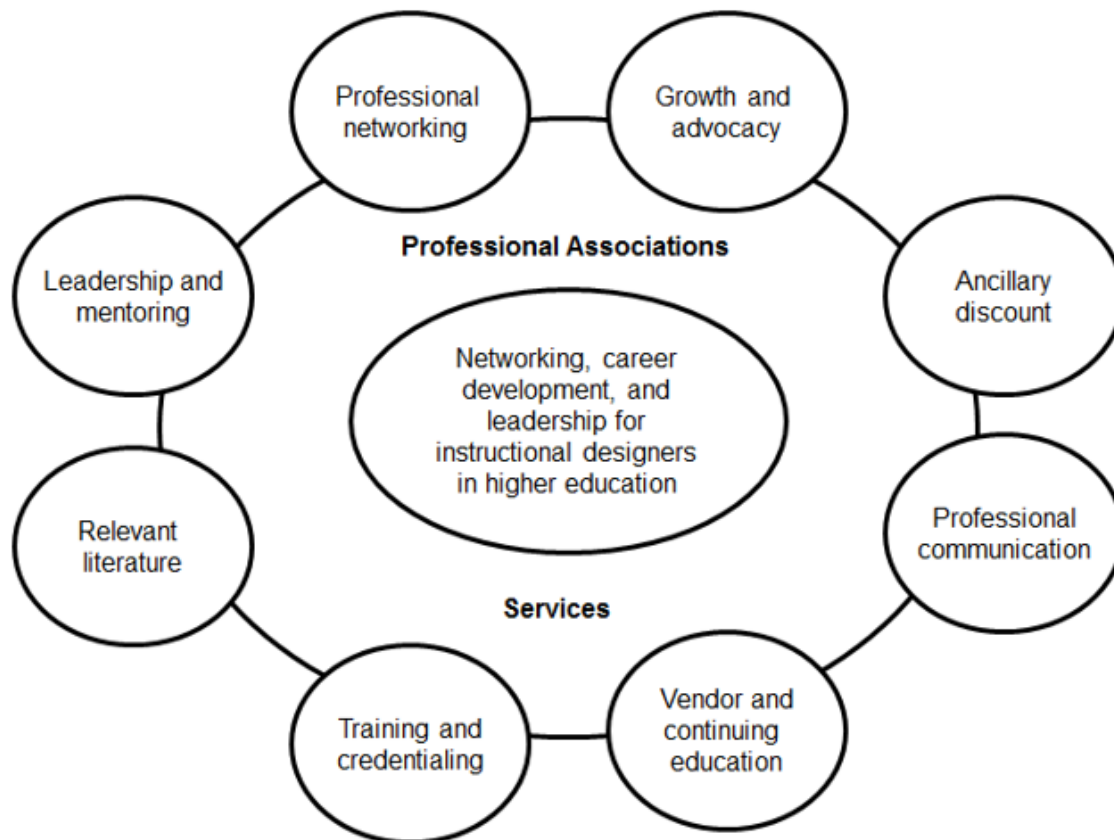 Professional
networking
Growth and
advocacy
Leadership and
mentoring
Professional Associations
Ancillary
discount
Networking, career
development, and
leadership for
instructional designers
in higher education
Relevant
literature
Professional
communication
Services
Training and
credentialing
Vendor and
continuing
education